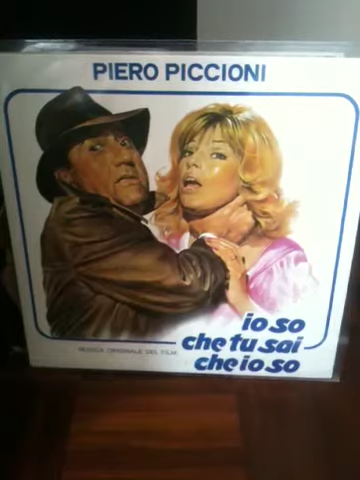 PIERO PICCIONI
io so
che tu sai
che io so
MUSICA ORIGINALE DEL FILM